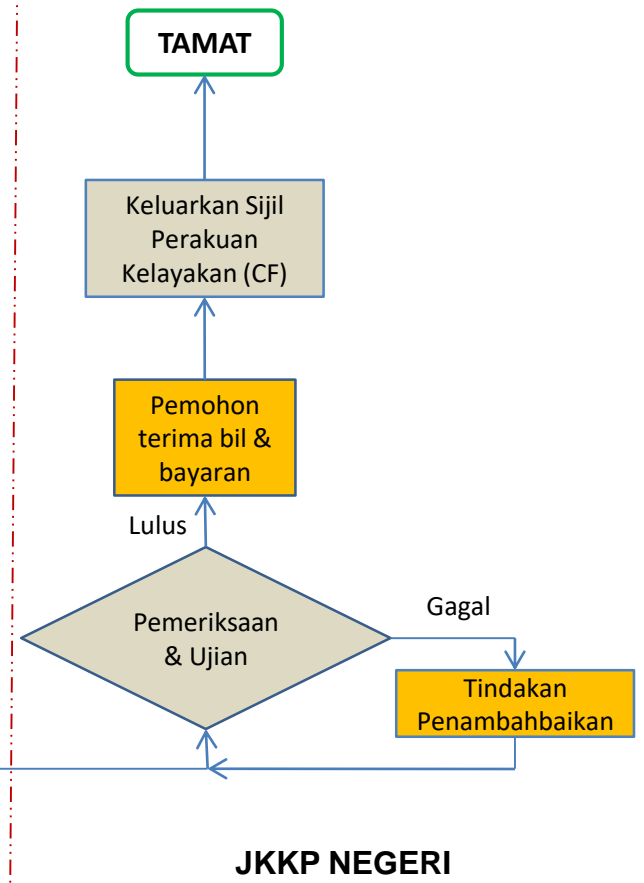 TAMAT
Keluarkan Sijil
Perakuan
Kelayakan (CF)
Pemohon
terima bil &
bayaran
Lulus
Pemeriksaan
& Ujian
Gagal
Tindakan
Penambahbaikan
JKKP NEGERI